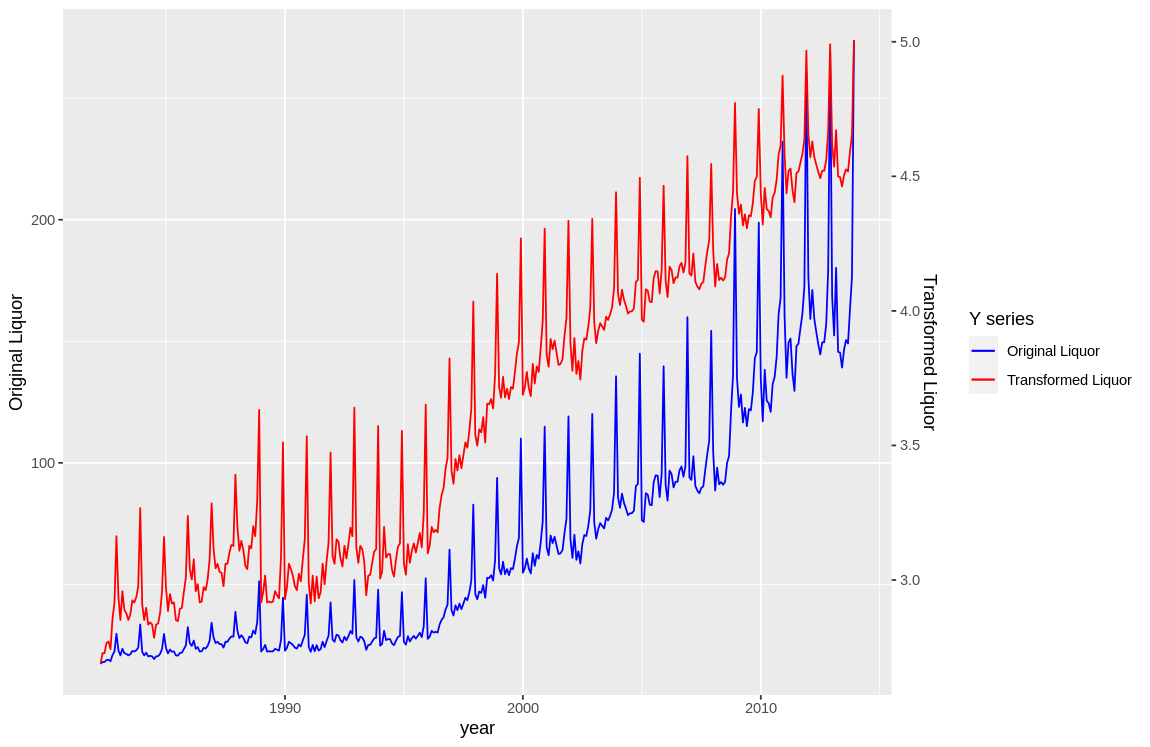 Original Liquor
200
100
1990
2000
2010
year
5.0
4.5
4.0
3.5
3.0
Transformed Liquor
Y series
Original Liquor
Transformed Liquor